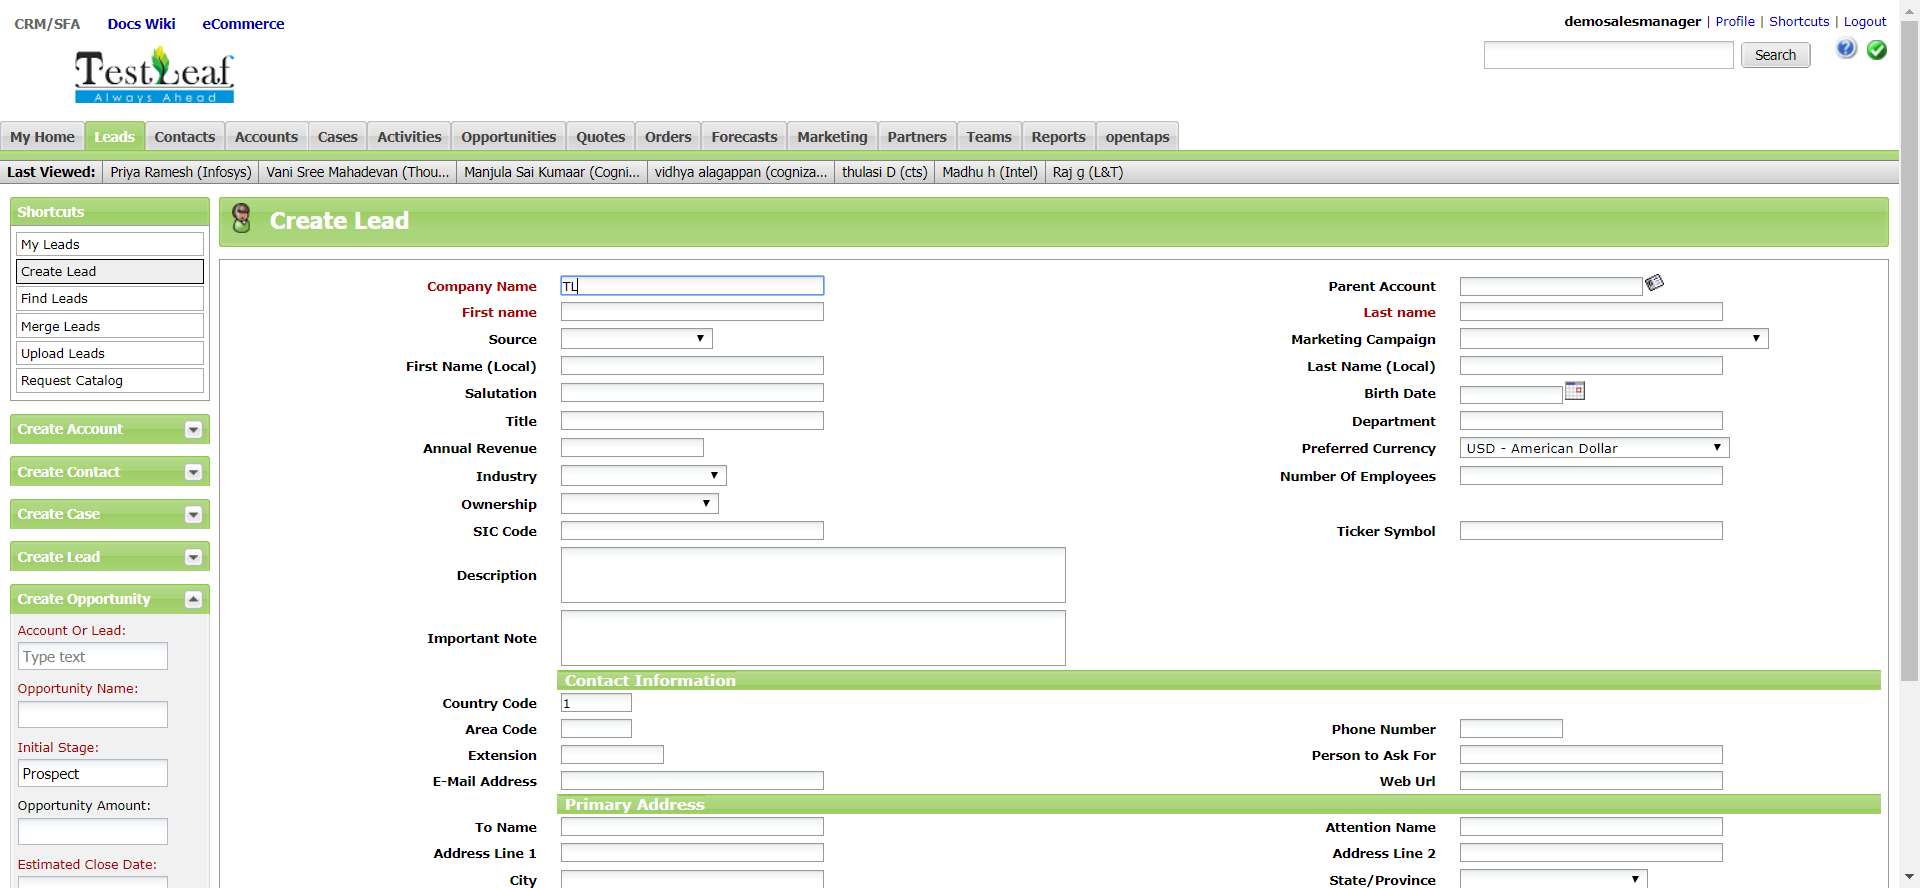 CRM/SFA Docs Wiki eCommerce
demosalesmanager | Profile | Shortcuts | Logout
TestLeaf
Always Ahead
Search
My Home Leads Contacts Accounts Cases Activities Opportunities Quotes Orders Forecasts Marketing Partners Teams Reports opentaps
Last Viewed: Priya Ramesh (Infosys) Vani Sree Mahadevan (Thou... Manjula Sai Kumaar (Cogni... vidhya alagappan (cogniza... thulasi D (cts) Madhu h (Intel) Raj g (L&T)
Shortcuts
My Leads
Create Lead
Find Leads
Merge Leads
Upload Leads
Request Catalog
Create Account
Create Contact
Create Case
Create Lead
Create Opportunity
Account Or Lead:
Type text
Opportunity Name:
Initial Stage:
Prospect
Opportunity Amount:
Estimated Close Date:
Create Lead
Company Name TL Parent Account
First name Last name
Source Marketing Campaign
First Name (Local) Last Name (Local)
Salutation Birth Date
Title Department
Annual Revenue Preferred Currency USD - American Dollar
Industry Number Of Employees
Ownership
SIC Code Ticker Symbol
Description
Important Note
Contact Information
Country Code 1
Area Code Phone Number
Extension Person to Ask For
E-Mail Address Web Url
Primary Address
To Name Attention Name
Address Line 1 Address Line 2
City State/Province